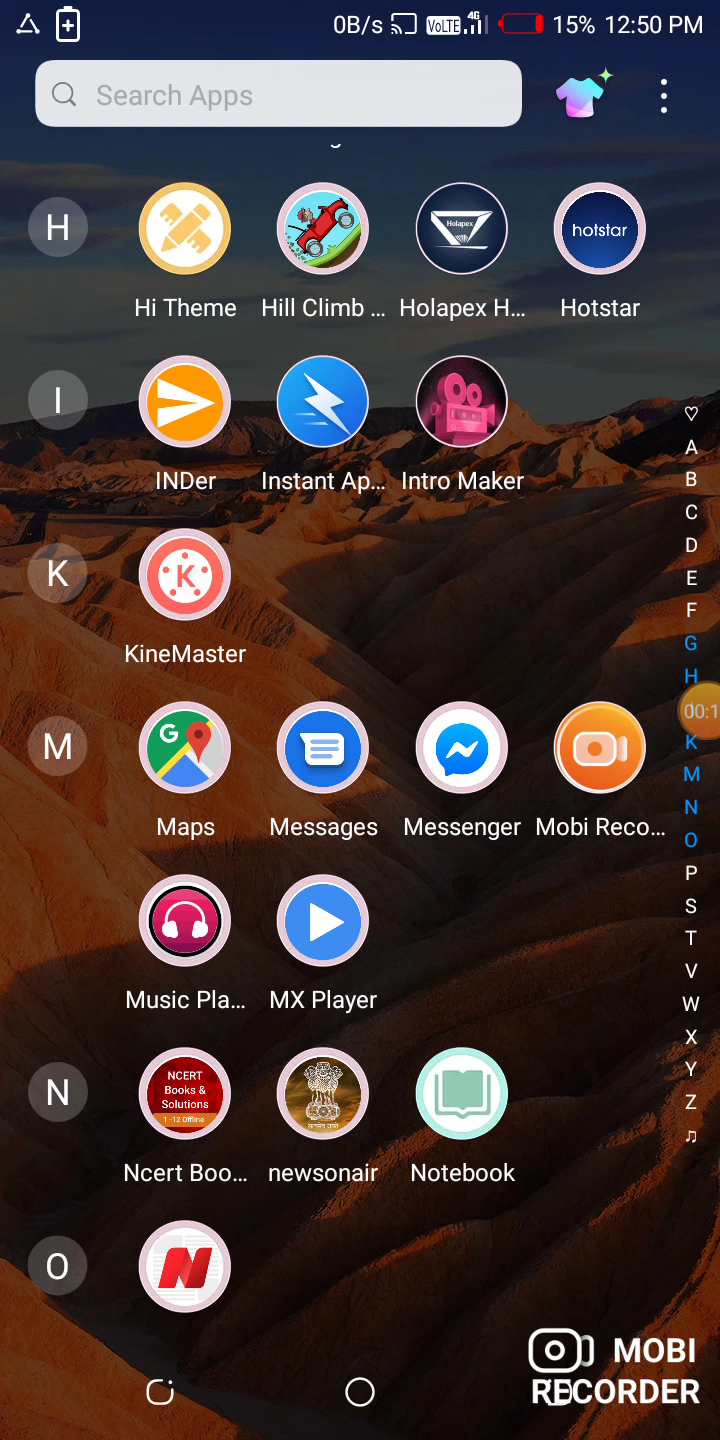 0B/s VoLTE 4G 15% 12:50 PM
Search Apps
H
Holapex
hotstar
Hi Theme Hill Climb ... Holapex H... Hotstar
I
INDer Instant Ap... Intro Maker
K
K
KineMaster
M
G
Maps Messages Messenger Mobi Reco...
Music Pla... MX Player
N
NCERT
Books &
Solutions
1 -12 Offline
Ncert Boo... newsonair Notebook
O
N
♡
A
B
C
D
E
F
G
H
00:1
K
M
N
O
P
S
T
V
W
X
Y
Z
♫
MOBI
RECORDER